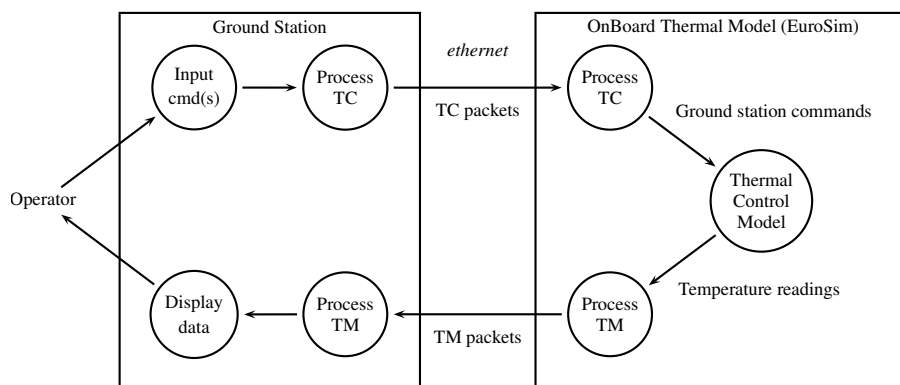 Ground Station
OnBoard Thermal Model (EuroSim)
ethernet
Input
cmd(s)
Process
TC
TC packets
Process
TC
Ground station commands
Operator
Thermal
Control
Model
Temperature readings
Display
data
Process
TM
TM packets
Process
TM